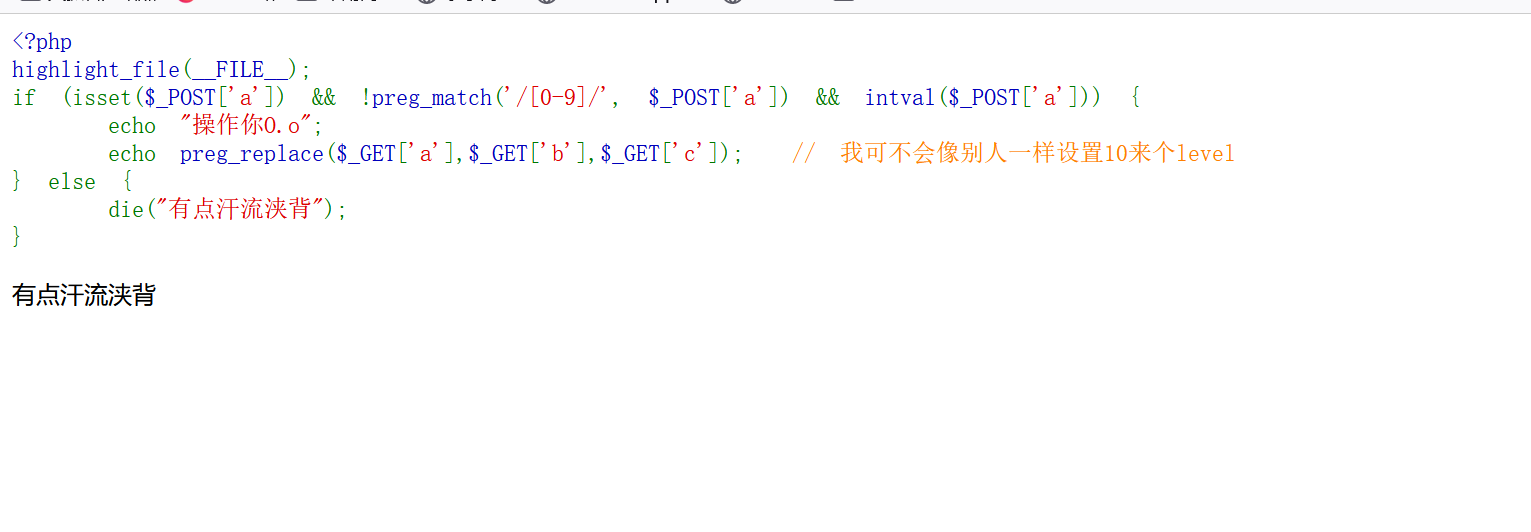 <?php
highlight_file(__FILE__);
if (isset($_POST['a']) && !preg_match('/[0-9]/', $_POST['a']) && intval($_POST['a'])) {
echo "操作你O.o";
echo preg_replace($_GET['a'],$_GET['b'],$_GET['c']); // 我可不会像别人一样设置10来个level
} else {
die("有点汗流浃背");
}
有点汗流浃背